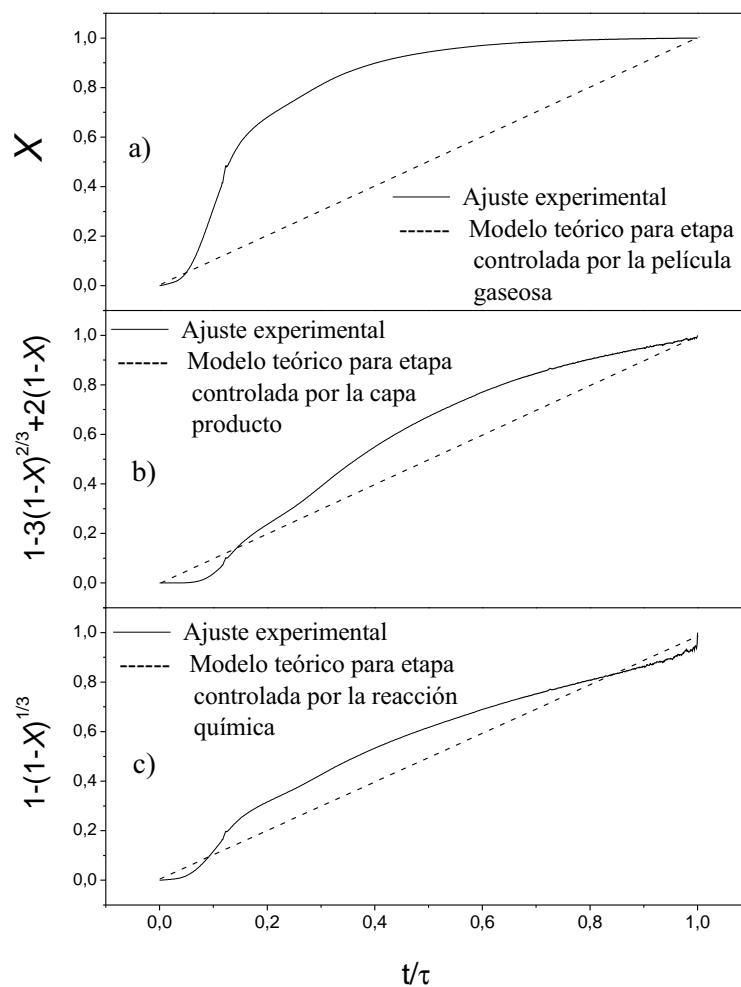 1,0
0,8
0,6
0,4
0,2
0,0
X
a)
Ajuste experimental
Modelo teórico para etapa
controlada por la película
gaseosa
1,0
0,8
0,6
0,4
0,2
0,0
1-3(1-X)^2/3+2(1-X)
b)
Ajuste experimental
Modelo teórico para etapa
controlada por la capa
producto
1,0
0,8
0,6
0,4
0,2
0,0
1-(1-X)^1/3
c)
Ajuste experimental
Modelo teórico para etapa
controlada por la reacción
química
0,0 0,2 0,4 0,6 0,8 1,0
t/τ